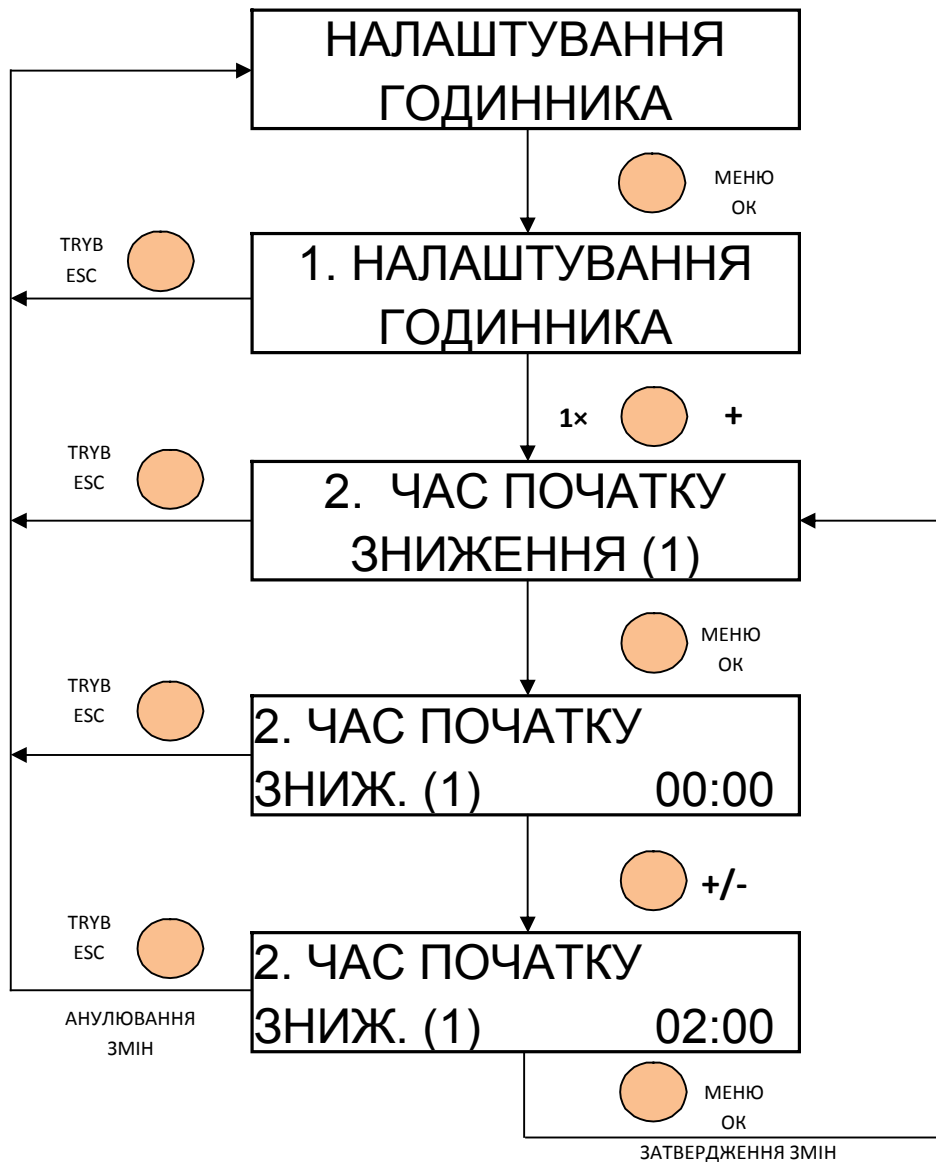 НАЛАШТУВАННЯ
ГОДИННИКА
МЕНЮ
ОК
TRYB
ESC
1. НАЛАШТУВАННЯ
ГОДИННИКА
1× +
TRYB
ESC
2. ЧАС ПОЧАТКУ
ЗНИЖЕННЯ (1)
МЕНЮ
ОК
TRYB
ESC
2. ЧАС ПОЧАТКУ
ЗНИЖ. (1) 00:00
+/-
TRYB
ESC
2. ЧАС ПОЧАТКУ
ЗНИЖ. (1) 02:00
АНУЛЮВАННЯ
ЗМІН
МЕНЮ
ОК
ЗАТВЕРДЖЕННЯ ЗМІН